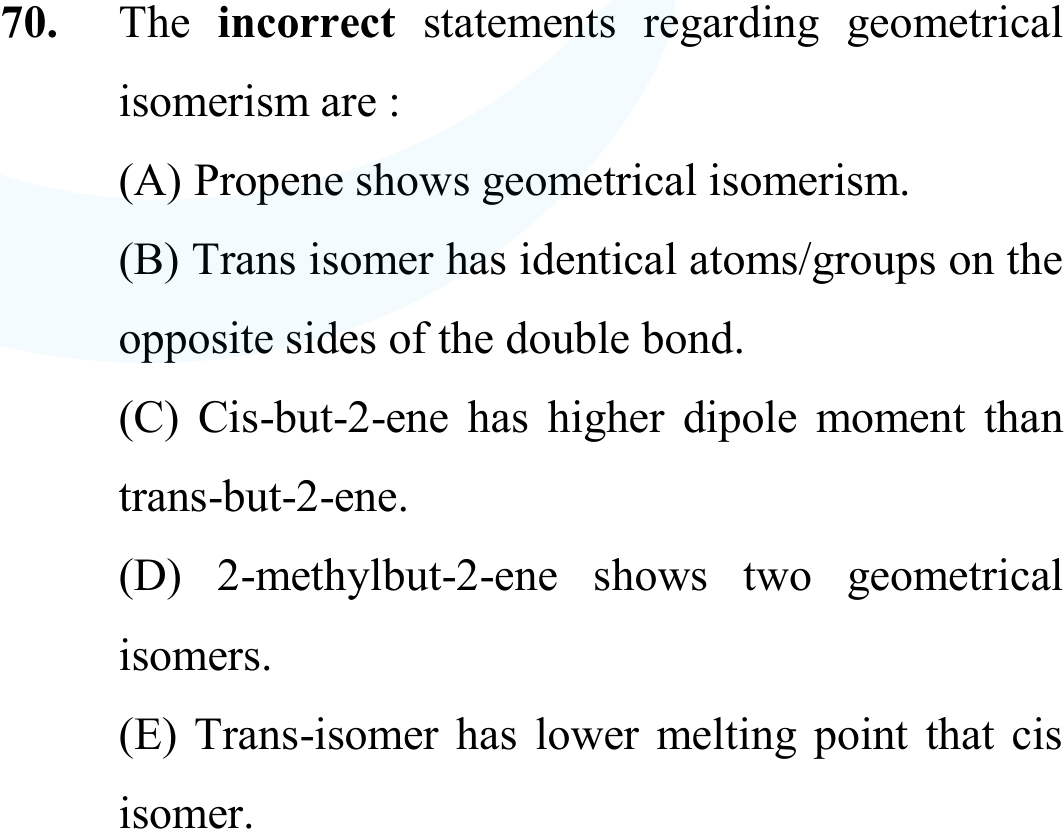 70. The incorrect statements regarding geometrical
isomerism are :
(A) Propene shows geometrical isomerism.
(B) Trans isomer has identical atoms/groups on the
opposite sides of the double bond.
(C) Cis-but-2-ene has higher dipole moment than
trans-but-2-ene.
(D) 2-methylbut-2-ene shows two geometrical
isomers.
(E) Trans-isomer has lower melting point that cis
isomer.